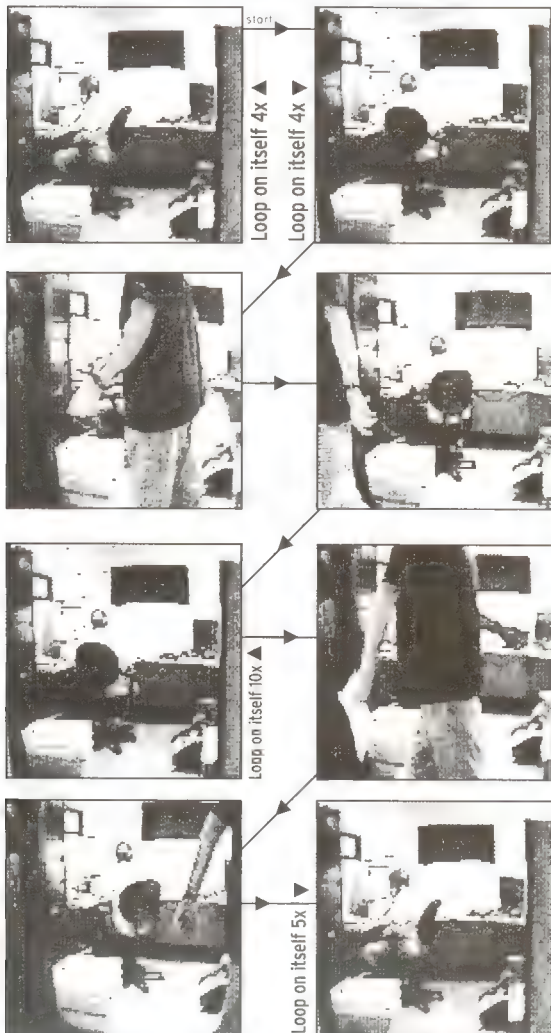 start
Loop on itself 4x ▲
Loop on itself 4x ▼
Loop on itself 10x ▲
Loop on itself 5x ▼